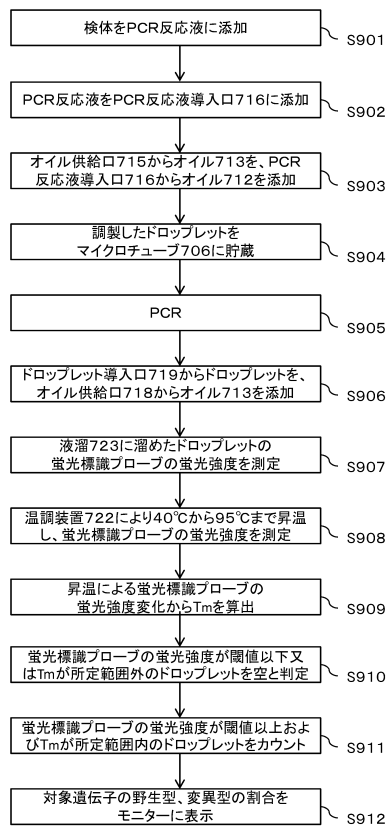 検体をPCR反応液に添加
S901
PCR反応液をPCR反応液導入口716に添加
S902
オイル供給口715からオイル713を、PCR
反応液導入口716からオイル712を添加
S903
調製したドロップレットを
マイクロチューブ706に貯蔵
S904
PCR
S905
ドロップレット導入口719からドロップレットを、
オイル供給口718からオイル713を添加
S906
液溜723に溜めたドロップレットの
蛍光標識プローブの蛍光強度を測定
S907
温調装置722により40℃から95℃まで昇温
し、蛍光標識プローブの蛍光強度を測定
S908
昇温による蛍光標識プローブの
蛍光強度変化からTmを算出
S909
蛍光標識プローブの蛍光強度が閾値以下又
はTmが所定範囲外のドロップレットを空と判定
S910
蛍光標識プローブの蛍光強度が閾値以上およ
びTmが所定範囲内のドロップレットをカウント
S911
対象遺伝子の野生型、変異型の割合を
モニターに表示
S912